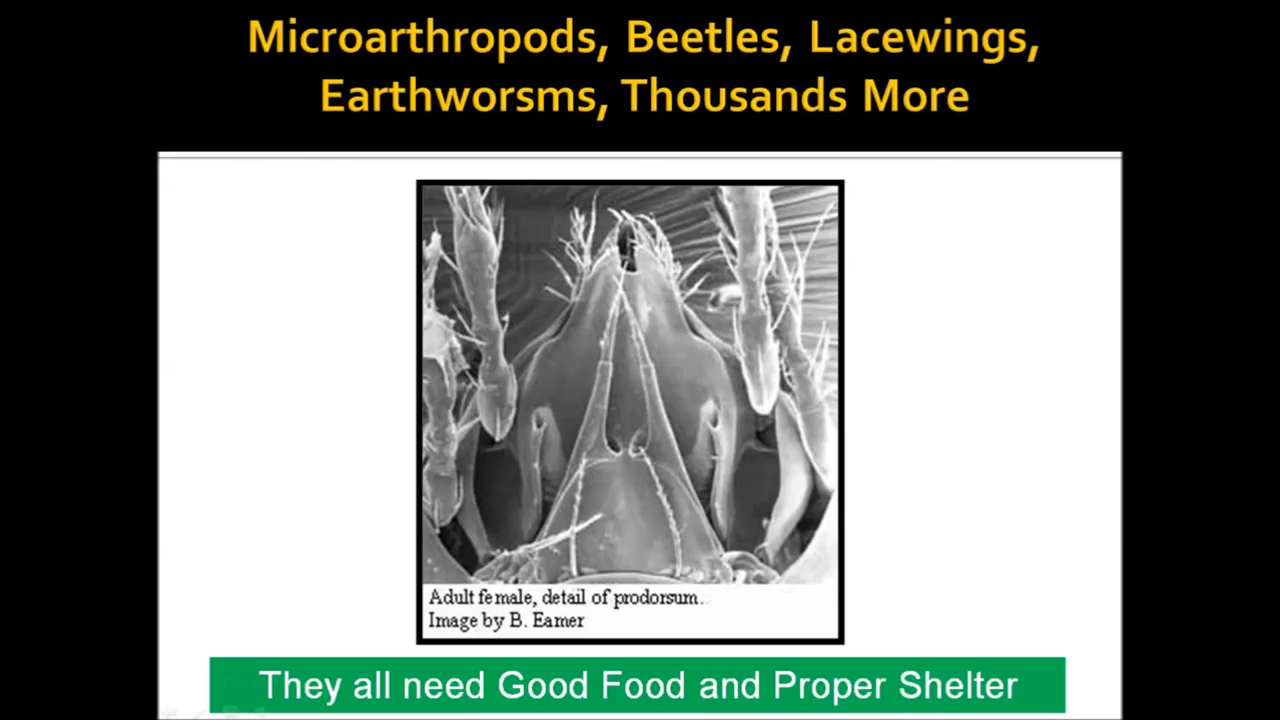 Microarthropods, Beetles, Lacewings,
Earthworsms, Thousands More
Adult female, detail of prodorsum.
Image by B. Eamer
They all need Good Food and Proper Shelter